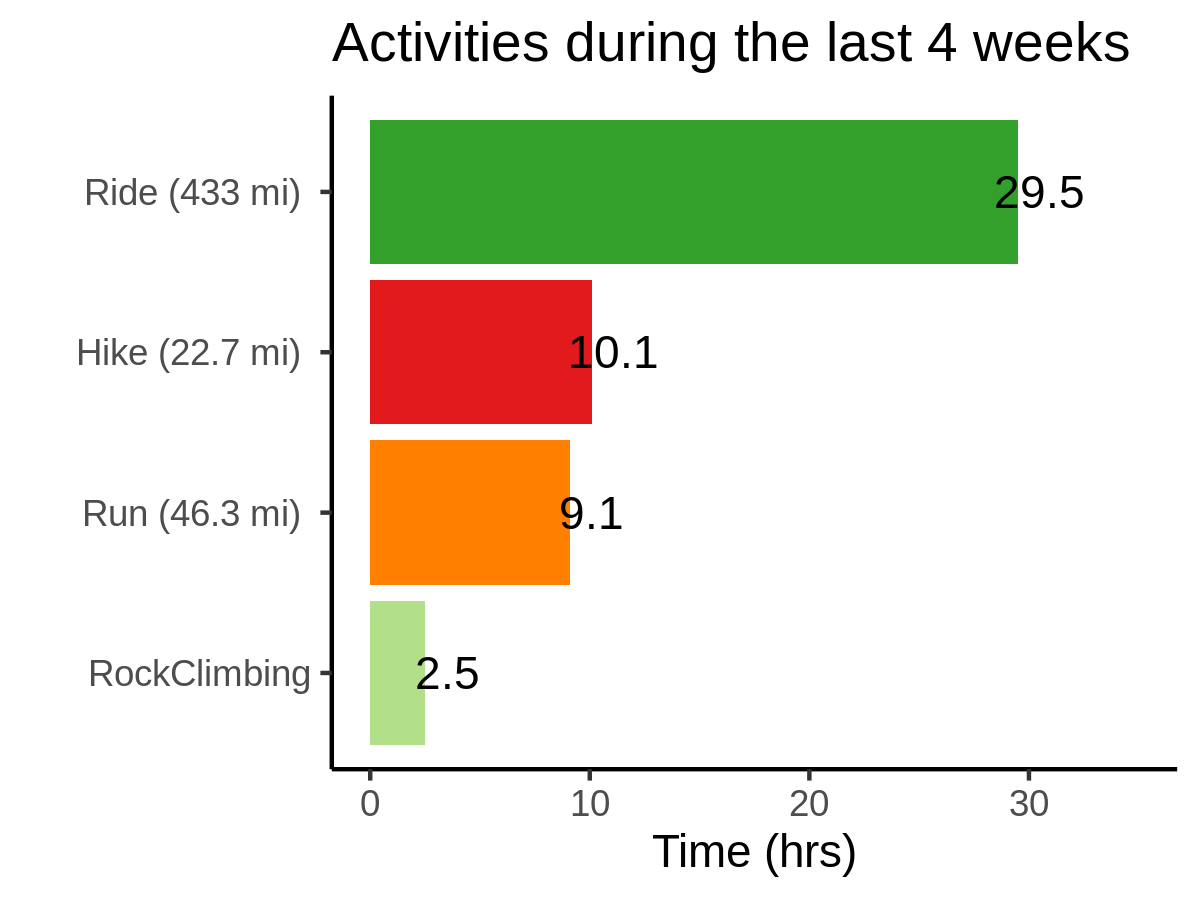 Activities during the last 4 weeks
Ride (433 mi)
29.5
Hike (22.7 mi)
10.1
Run (46.3 mi)
9.1
RockClimbing
2.5
0 10 20 30
Time (hrs)